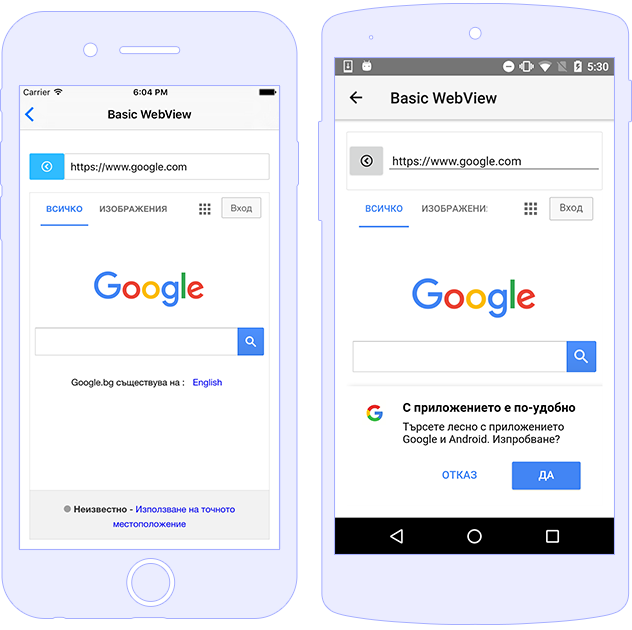 Carrier 6:04 PM
Basic WebView
https://www.google.com
ВСИЧКО ИЗОБРАЖЕНИЯ Вход
Google
Google.bg съществува на : English
Неизвестно - Използване на точното
местоположение
5:30
Basic WebView
https://www.google.com
ВСИЧКО ИЗОБРАЖЕНИ Вход
Google
G
С приложението е по-удобно
Търсете лесно с приложението
Google и Android. Изпробване?
ОТКАЗ ДА